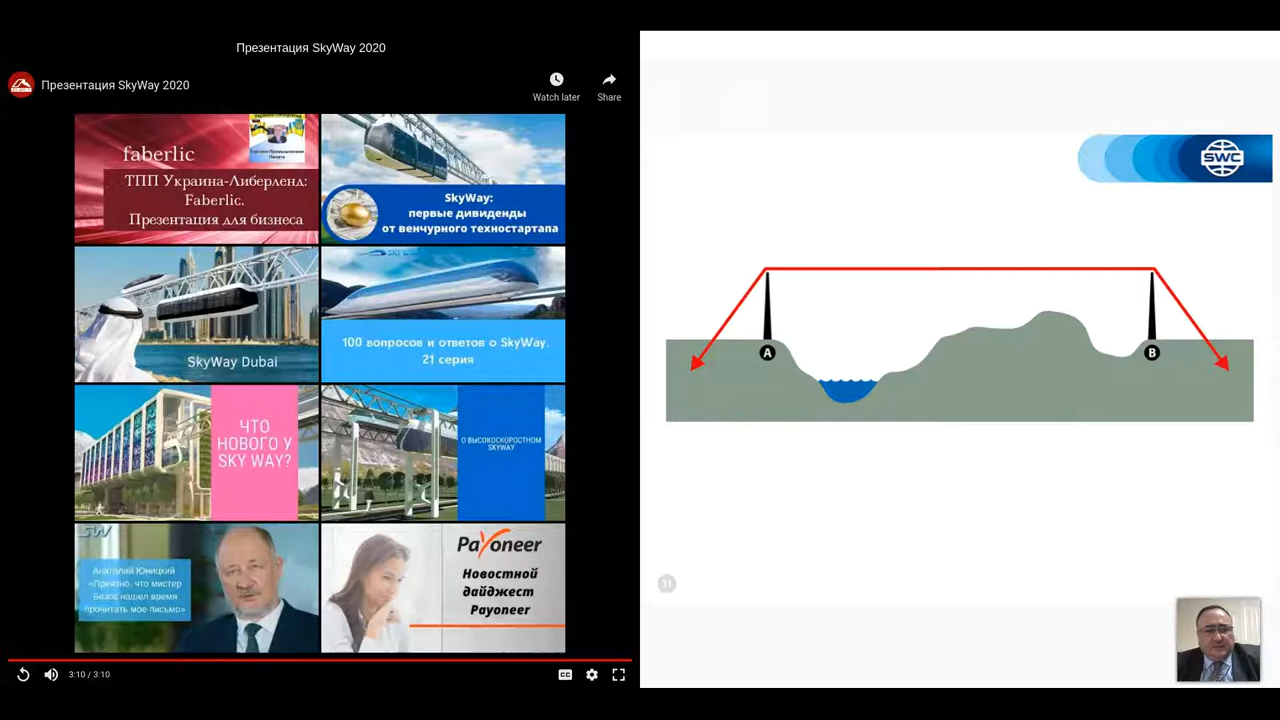 Презентация SkyWay 2020
Презентация SkyWay 2020
Watch later
Share
faberlic
ТПП Украина-Либерленд:
Faberlic.
Презентация для бизнеса
SkyWay:
первые дивиденды
от венчурного техностартапа
SkyWay Dubai
100 вопросов и ответов о SkyWay.
21 серия
ЧТО
НОВОГО У
SKY WAY?
О ВЫСОКОСКОРОСТНОМ
SKYWAY
SW
Анатолий Юницкий
«Приятно, что мистер
Безос нашел время
прочитать мое письмо»
Payoneer
Новостной
дайджест
Payoneer
3:10 / 3:10
CC
SWC
A
B
11